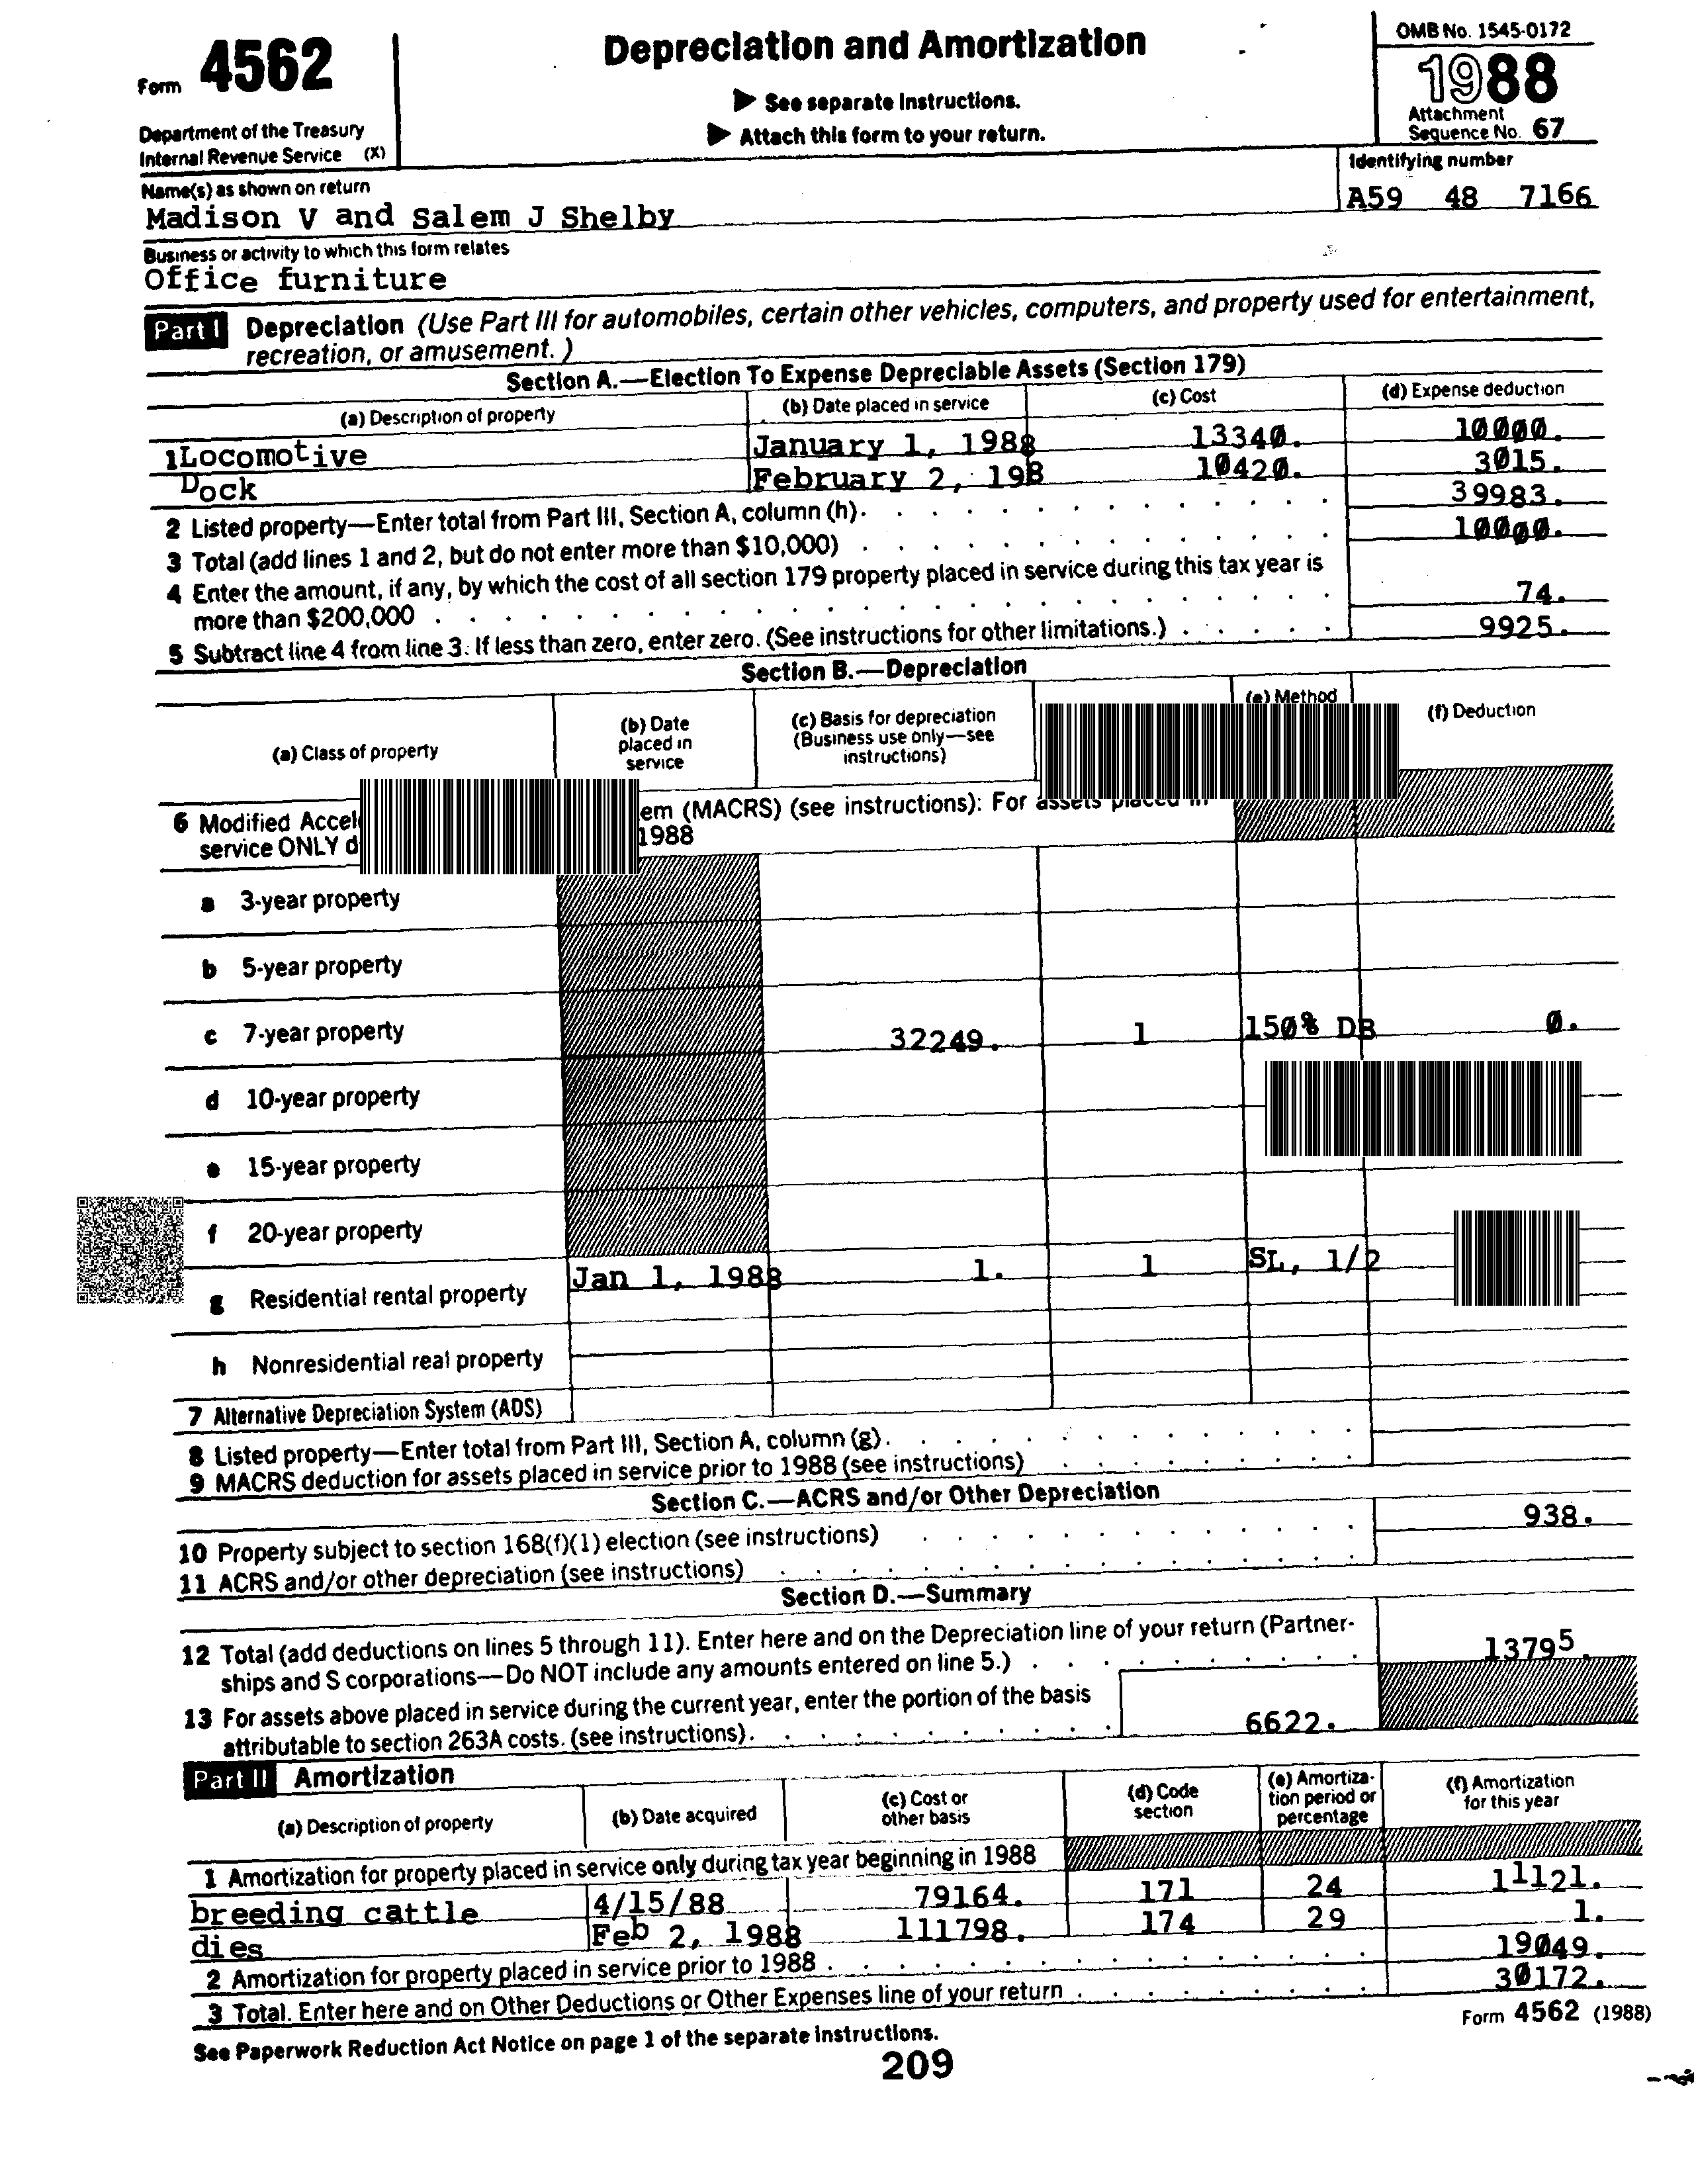 Form 4562
Depreciation and Amortization
OMB No. 1545-0172
1988
▶ See separate Instructions.
▶ Attach this form to your return.
Attachment
Sequence No. 67
Department of the Treasury
Internal Revenue Service (X)
Name(s) as shown on return
Identifying number
Madison V and Salem J Shelby
A59 48 7166
Business or activity to which this form relates
Office furniture
Part I Depreciation (Use Part III for automobiles, certain other vehicles, computers, and property used for entertainment,
recreation, or amusement.)
Section A.—Election To Expense Depreciable Assets (Section 179)
(a) Description of property (b) Date placed in service (c) Cost (d) Expense deduction
1 Locomotive January 1, 1988 13340. 10000.
Dock February 2, 198 10420. 3015.
2 Listed property—Enter total from Part III, Section A, column (h). 39983.
3 Total (add lines 1 and 2, but do not enter more than $10,000) 10000.
4 Enter the amount, if any, by which the cost of all section 179 property placed in service during this tax year is
more than $200,000 74.
5 Subtract line 4 from line 3. If less than zero, enter zero. (See instructions for other limitations.) 9925.
Section B.—Depreciation
(a) Class of property
(b) Date
placed in
service
(c) Basis for depreciation
(Business use only—see
instructions)
(e) Method
(f) Deduction
6 Modified Accel em (MACRS) (see instructions): For assets placed in
service ONLY d 1988
a 3-year property
b 5-year property
c 7-year property 32249. 1 150% DB 0.
d 10-year property
e 15-year property
f 20-year property
g Residential rental property Jan 1, 1988 1. 1 SL, 1/2
h Nonresidential real property
7 Alternative Depreciation System (ADS)
8 Listed property—Enter total from Part III, Section A, column (g).
9 MACRS deduction for assets placed in service prior to 1988 (see instructions)
Section C.—ACRS and/or Other Depreciation
10 Property subject to section 168(f)(1) election (see instructions) 938.
11 ACRS and/or other depreciation (see instructions)
Section D.—Summary
12 Total (add deductions on lines 5 through 11). Enter here and on the Depreciation line of your return (Partner-
ships and S corporations—Do NOT include any amounts entered on line 5.) 13795.
13 For assets above placed in service during the current year, enter the portion of the basis
attributable to section 263A costs. (see instructions). 6622.
Part II Amortization
(a) Description of property
(b) Date acquired
(c) Cost or
other basis
(d) Code
section
(e) Amortiza-
tion period or
percentage
(f) Amortization
for this year
1 Amortization for property placed in service only during tax year beginning in 1988
breeding cattle 4/15/88 79164. 171 24 11121.
dies Feb 2, 1988 111798. 174 29 1.
2 Amortization for property placed in service prior to 1988 19049.
3 Total. Enter here and on Other Deductions or Other Expenses line of your return 30172.
See Paperwork Reduction Act Notice on page 1 of the separate Instructions.
Form 4562 (1988)
209